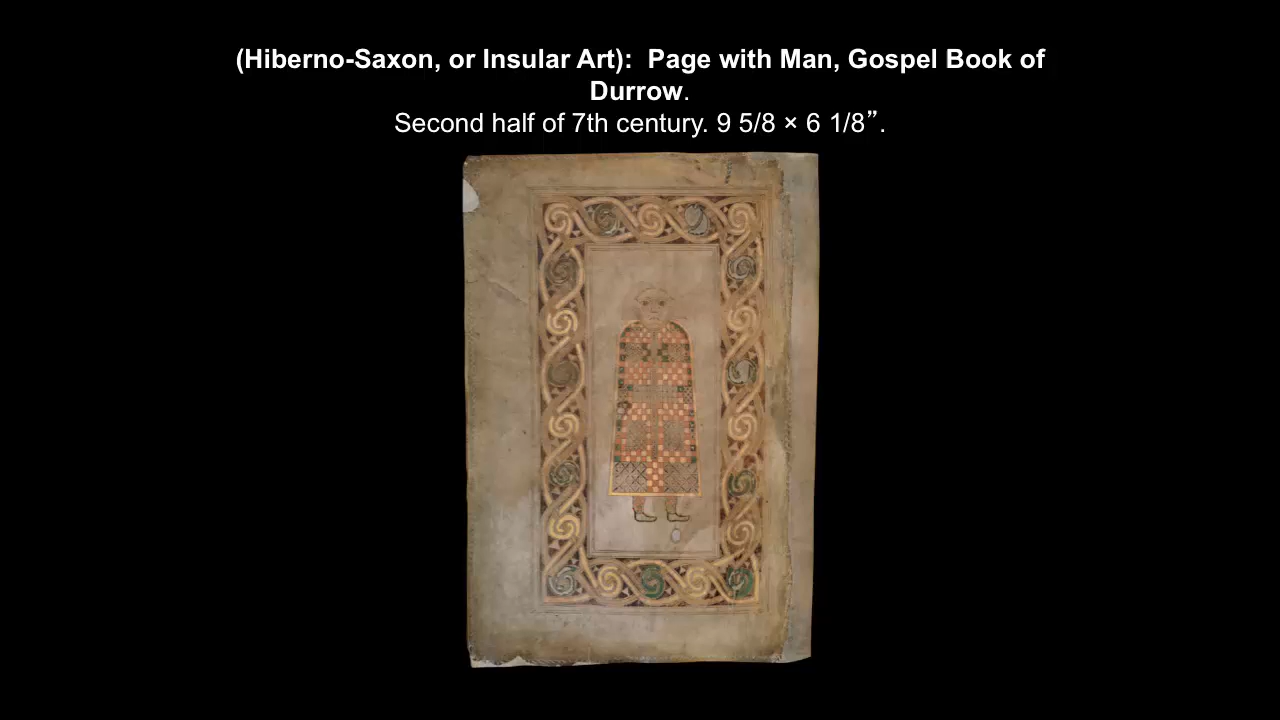 (Hiberno-Saxon, or Insular Art):  Page with Man, Gospel Book of
Durrow.
Second half of 7th century. 9 5/8 × 6 1/8”.